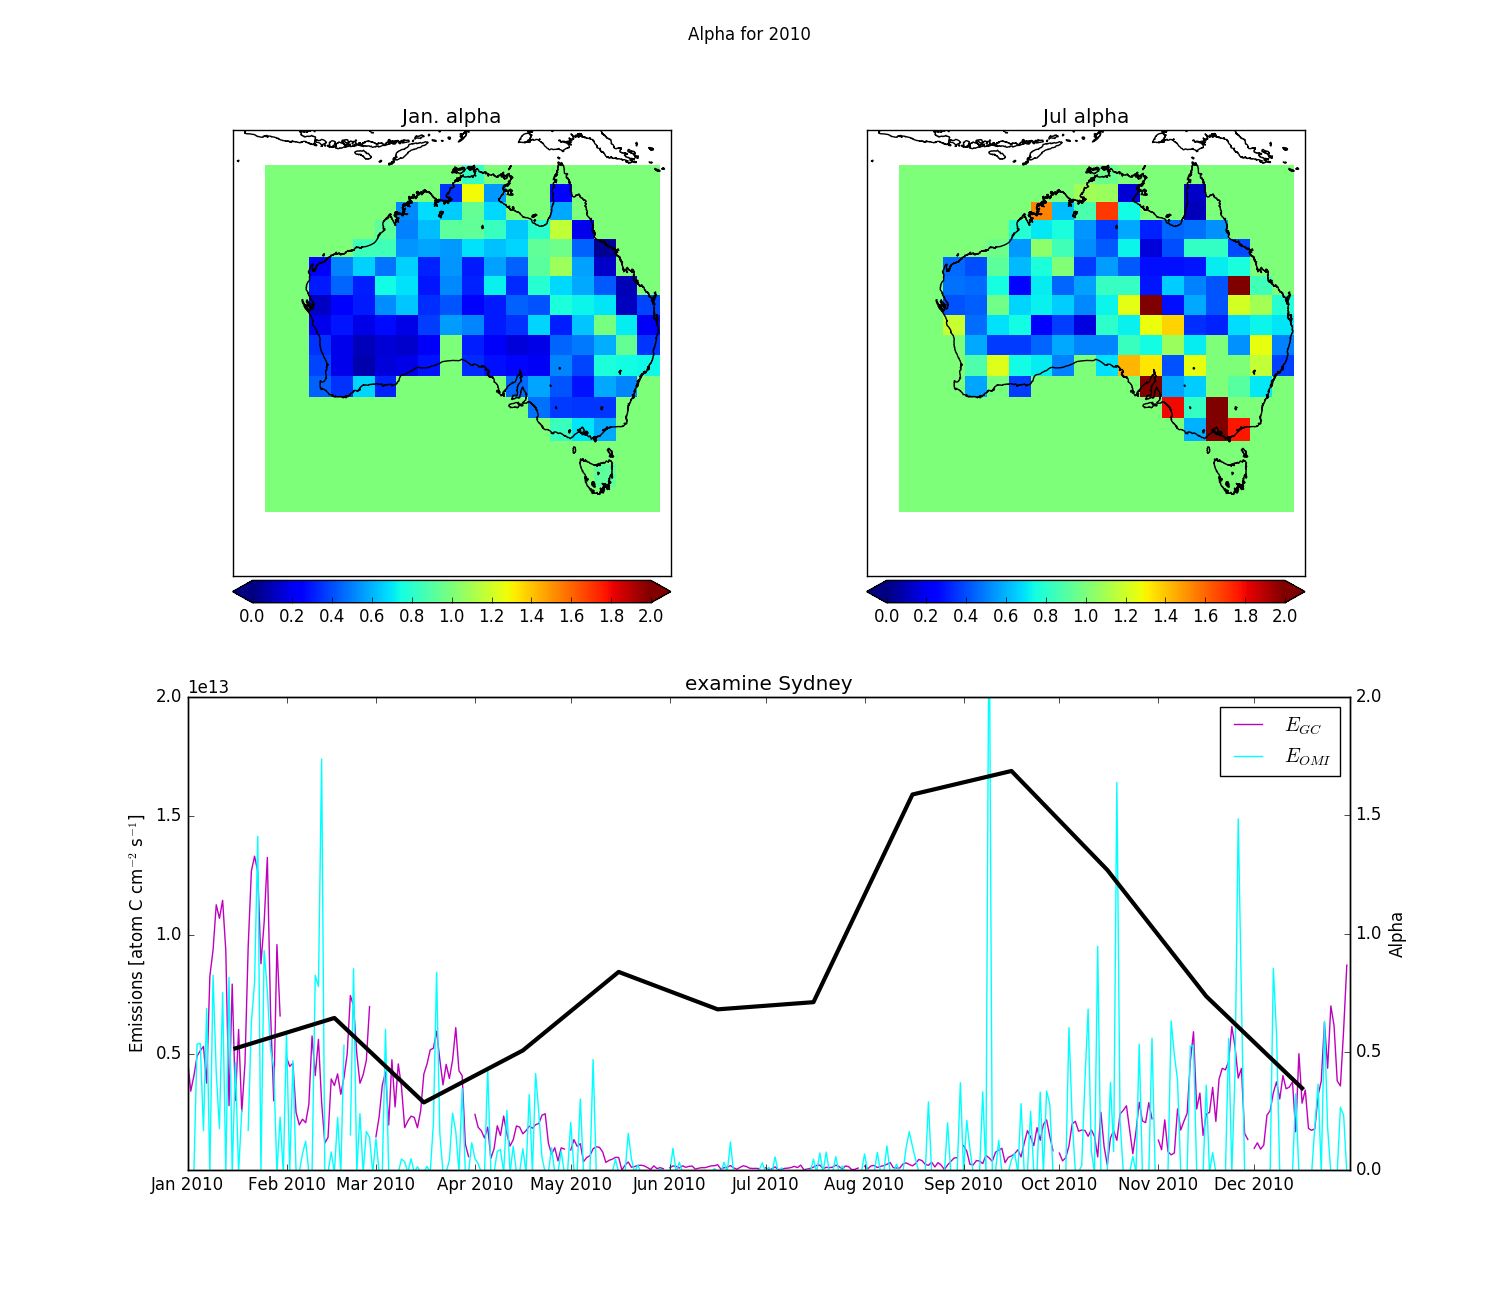 Alpha for 2010
Jan. alpha
Jul alpha
0.0 0.2 0.4 0.6 0.8 1.0 1.2 1.4 1.6 1.8 2.0
0.0 0.2 0.4 0.6 0.8 1.0 1.2 1.4 1.6 1.8 2.0
examine Sydney
1e13
2.0
1.5
1.0
0.5
Emissions [atom C cm⁻² s⁻¹]
E_GC
E_OMI
2.0
1.5
1.0
0.5
0.0
Alpha
Jan 2010 Feb 2010 Mar 2010 Apr 2010 May 2010 Jun 2010 Jul 2010 Aug 2010 Sep 2010 Oct 2010 Nov 2010 Dec 2010